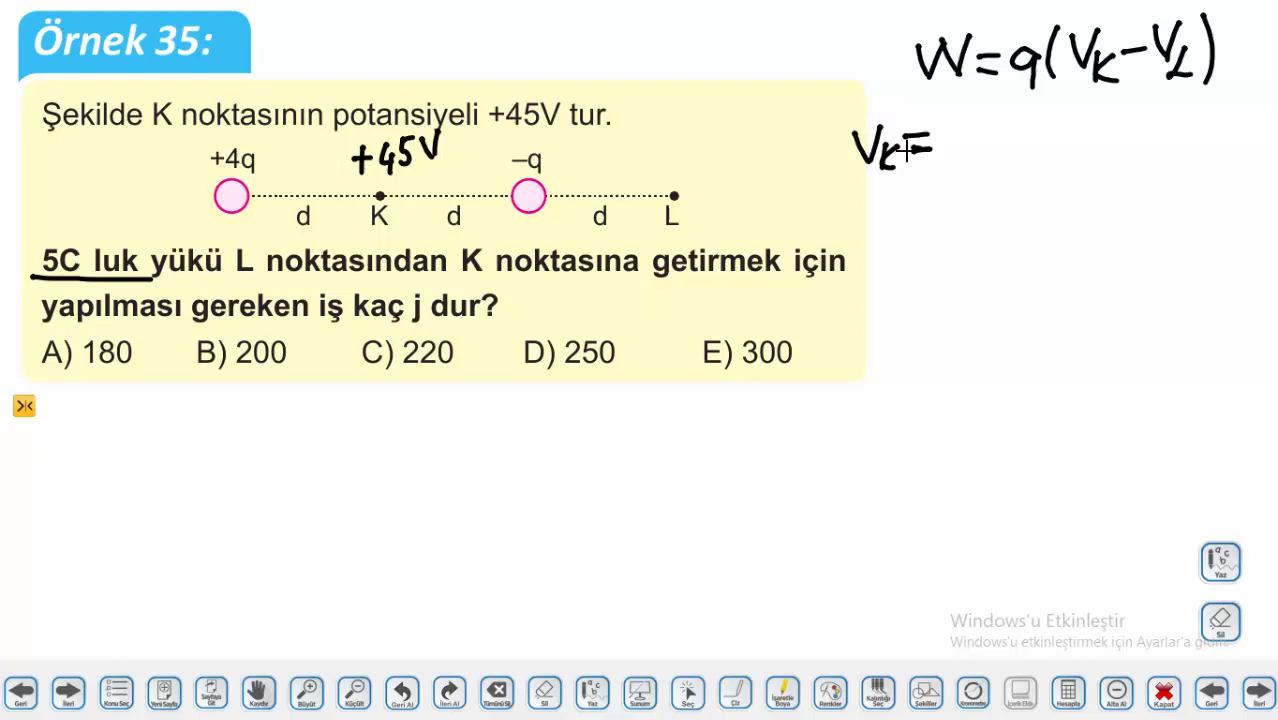 Örnek 35:
W = q(VK – VL)
Şekilde K noktasının potansiyeli +45V tur.
VK =
+4q +45V –q
d K d d L
5C luk yükü L noktasından K noktasına getirmek için
yapılması gereken iş kaç j dur?
A) 180 B) 200 C) 220 D) 250 E) 300
Yaz
Windows'u Etkinleştir
Windows'u etkinleştirmek için Ayarlar'a gidin.
Sil
Geri İleri Konu Seç Yeni Sayfa Sayfaya Git Kaydır Büyüt Küçült Geri Al İleri Al Tümünü Sil Sil Yaz Sunum Seç Çiz İşaretle Boya Renkler Kalınlığı Seç Şekiller Kronometre İçerik Ekle Hesapla Alta Al Kapat Geri İleri